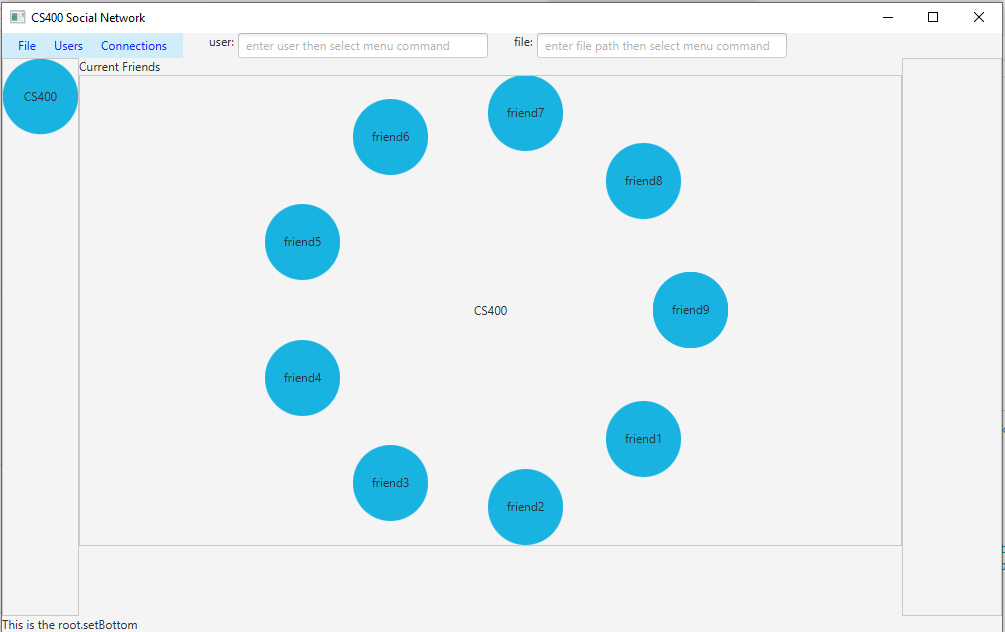 CS400 Social Network
File Users Connections user: enter user then select menu command file: enter file path then select menu command
CS400
Current Friends
friend7
friend6
friend8
friend5
friend9
CS400
friend4
friend1
friend3
friend2
This is the root.setBottom